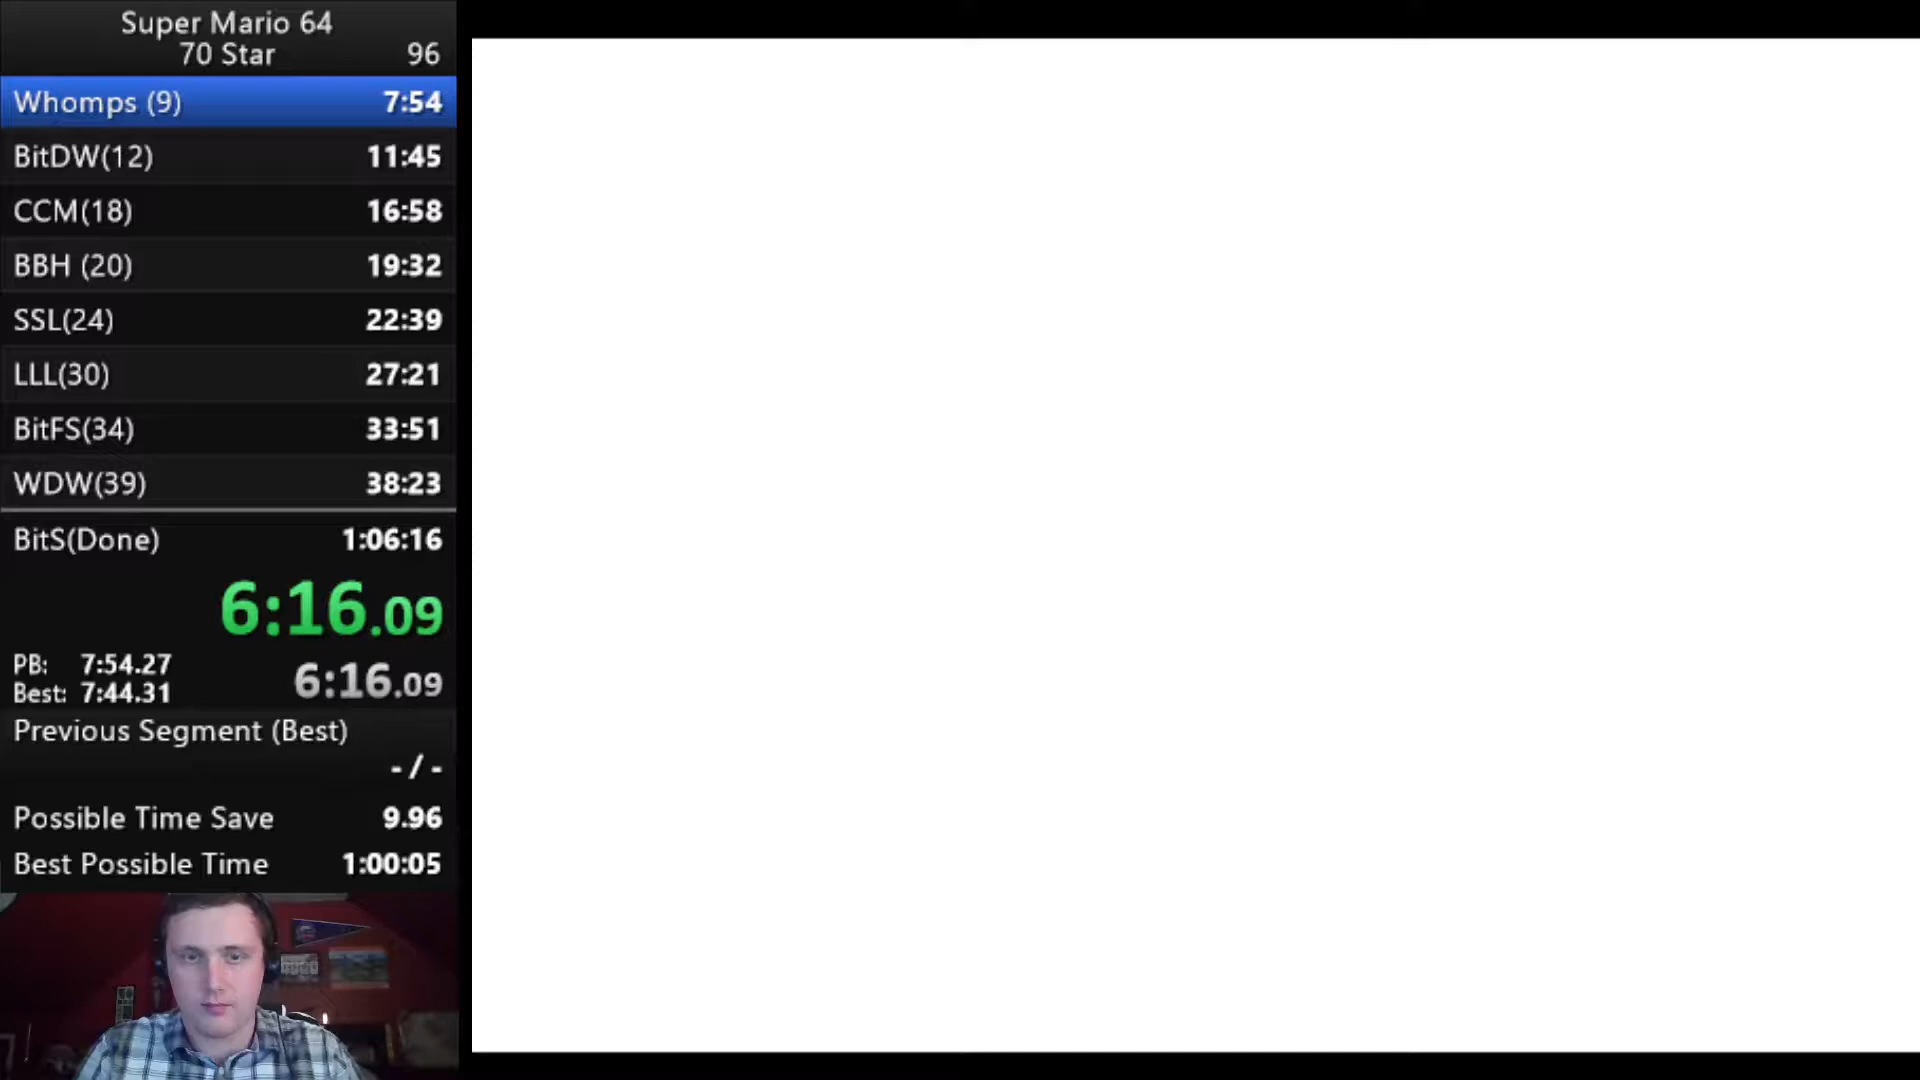 Super Mario 64
70 Star 96
Whomps (9) 7:54
BitDW(12) 11:45
CCM(18) 16:58
BBH (20) 19:32
SSL(24) 22:39
LLL(30) 27:21
BitFS(34) 33:51
WDW(39) 38:23
BitS(Done) 1:06:16
6:16.09
PB: 7:54.27
Best: 7:44.31
6:16.09
Previous Segment (Best)
- / -
Possible Time Save 9.96
Best Possible Time 1:00:05